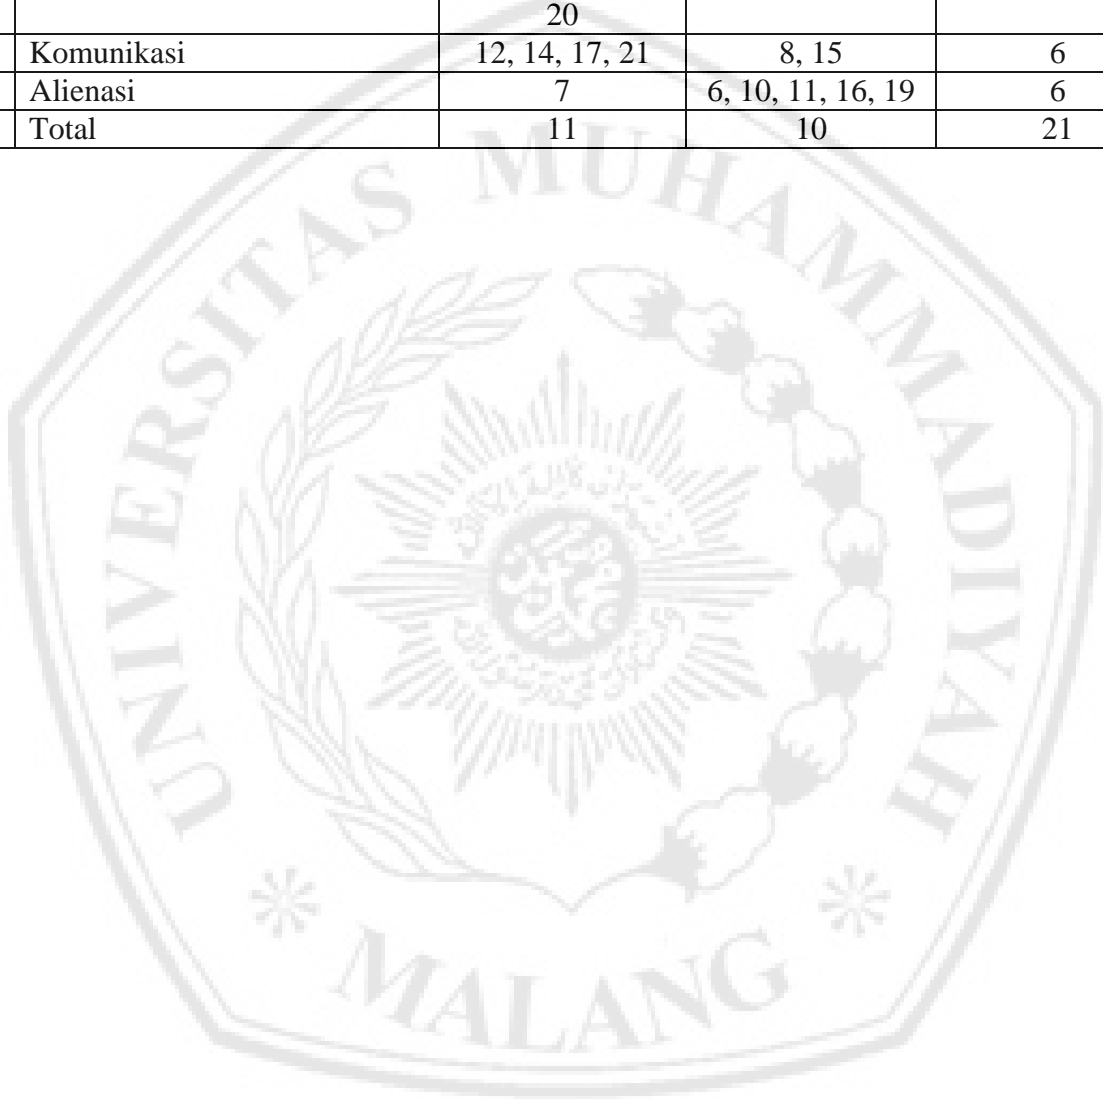 20
Komunikasi 12, 14, 17, 21 8, 15 6
Alienasi 7 6, 10, 11, 16, 19 6
Total 11 10 21
UNIVERSITAS MUHAMMADIYAH
MALANG